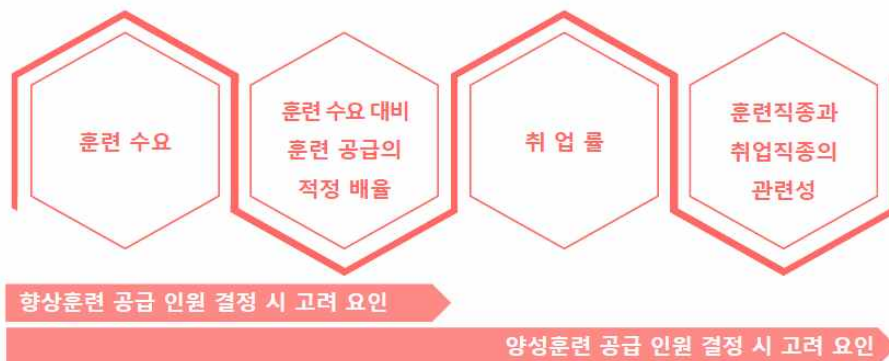 훈련 수요
훈련 수요 대비
훈련 공급의
적정 배율
취 업 률
훈련직종과
취업직종의
관련성
향상훈련 공급 인원 결정 시 고려 요인
양성훈련 공급 인원 결정 시 고려 요인